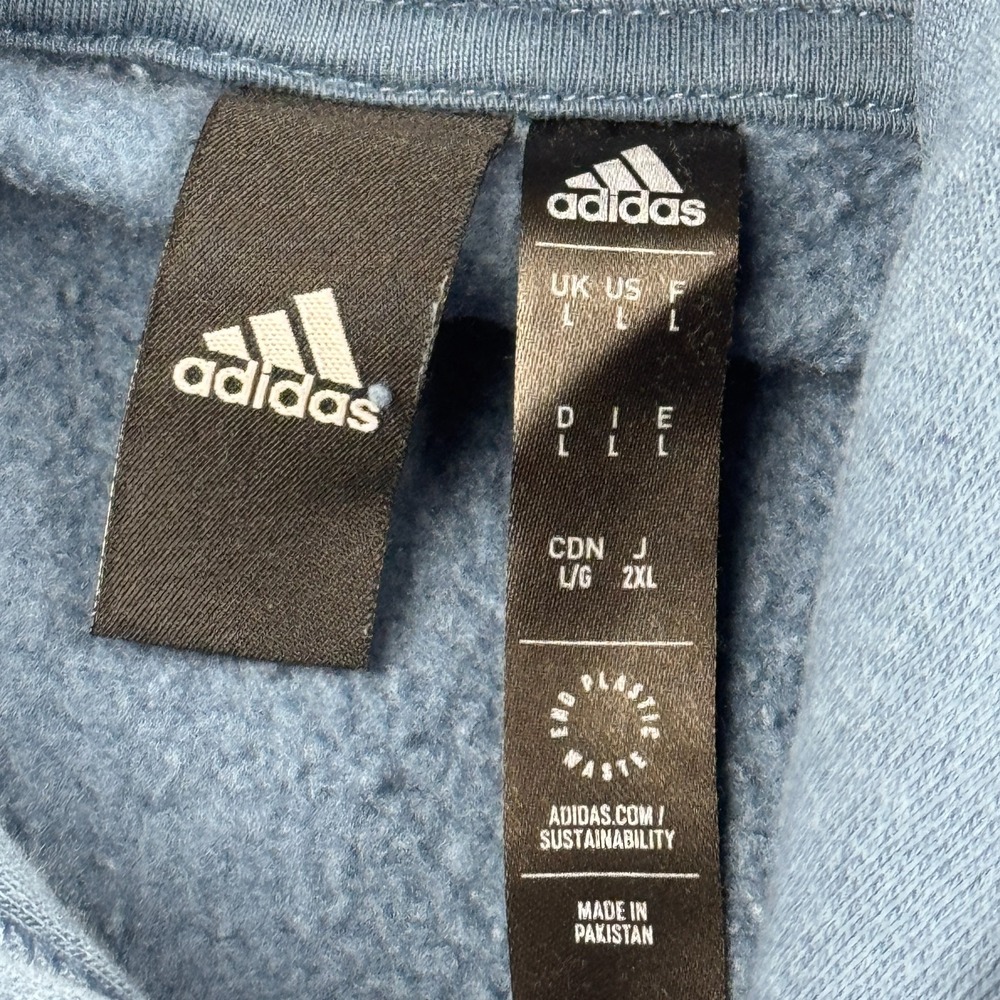 adidas
adidas
UK US F
L L L
D I E
L L L
CDN J
L/G 2XL
END PLASTIC WASTE
ADIDAS.COM /
SUSTAINABILITY
MADE IN
PAKISTAN